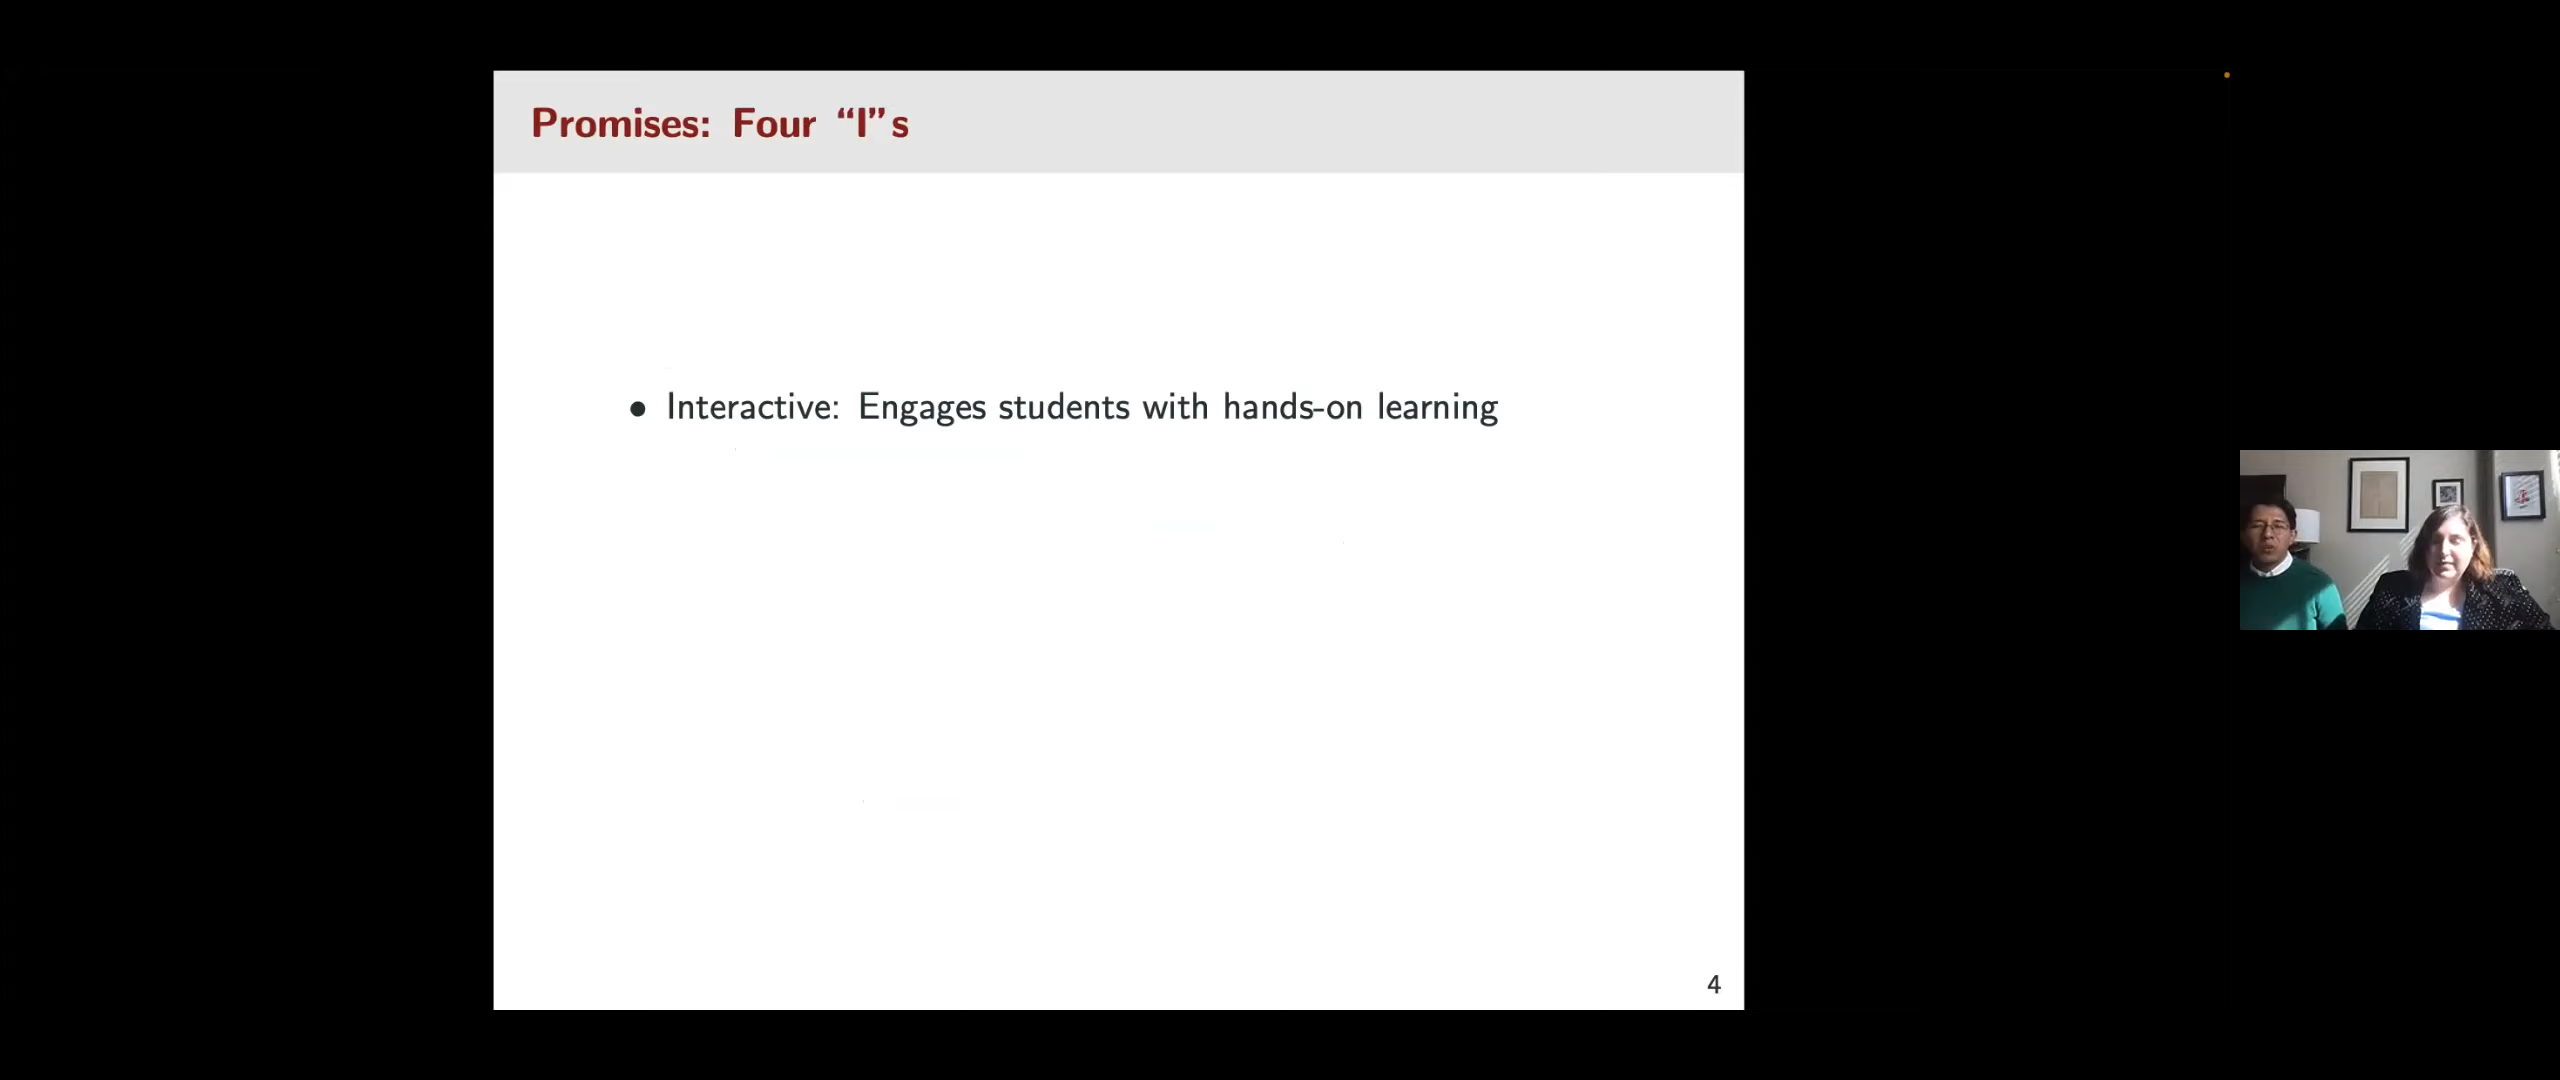 Promises: Four “I”s
• Interactive: Engages students with hands-on learning
4